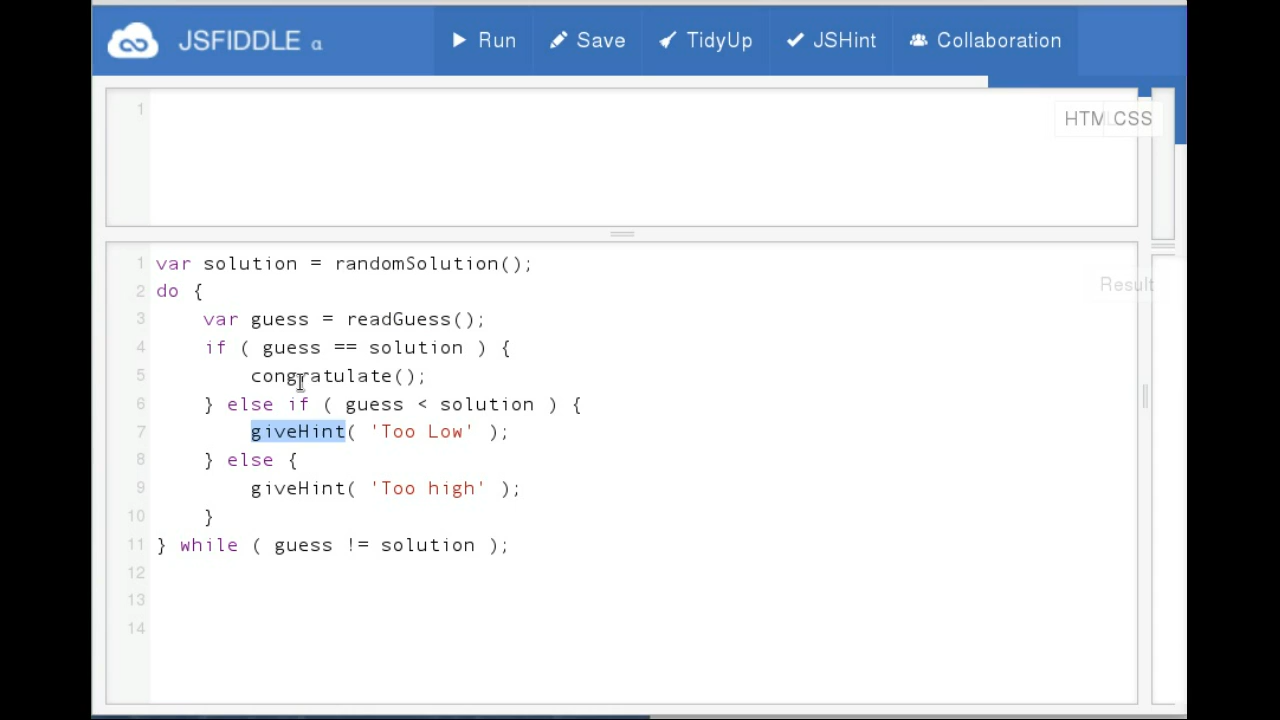 JSFIDDLE α
Run
Save
TidyUp
JSHint
Collaboration
1
HTML
CSS
1 var solution = randomSolution();
Result
2 do {
3 var guess = readGuess();
4 if ( guess == solution ) {
5 congratulate();
6 } else if ( guess < solution ) {
7 giveHint( 'Too Low' );
8 } else {
9 giveHint( 'Too high' );
10 }
11 } while ( guess != solution );
12
13
14